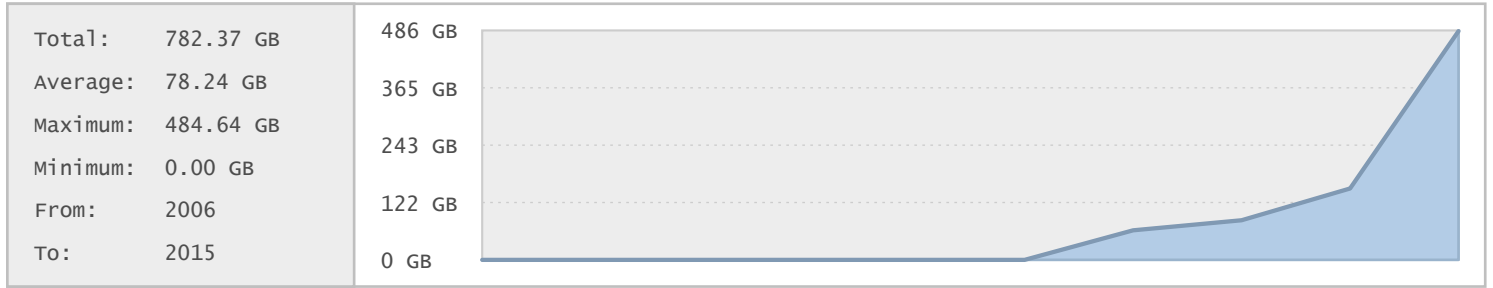 Total: 782.37 GB
Average: 78.24 GB
Maximum: 484.64 GB
Minimum: 0.00 GB
From: 2006
To: 2015
486 GB
365 GB
243 GB
122 GB
0 GB